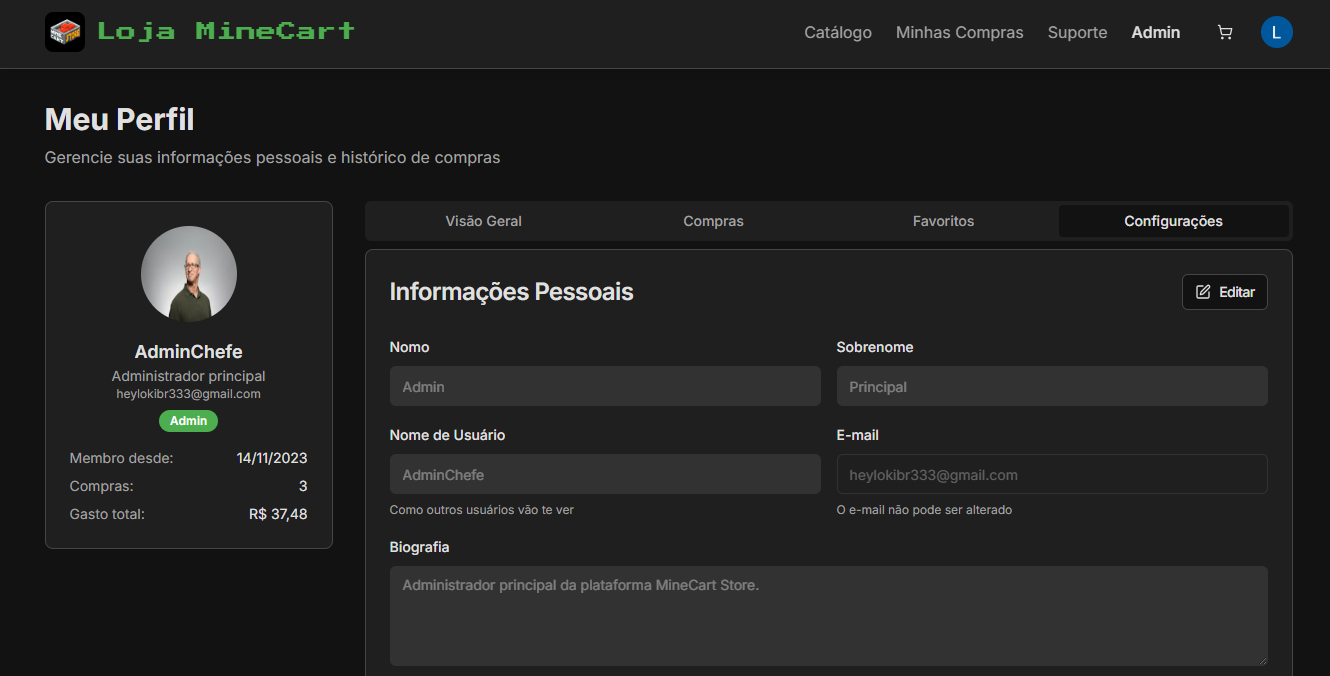 Loja MineCart
Catálogo Minhas Compras Suporte Admin L
Meu Perfil
Gerencie suas informações pessoais e histórico de compras
AdminChefe
Administrador principal
heylokibr333@gmail.com
Admin
Membro desde: 14/11/2023
Compras: 3
Gasto total: R$ 37,48
Visão Geral Compras Favoritos Configurações
Informações Pessoais Editar
Nomo Sobrenome
Admin Principal
Nome de Usuário E-mail
AdminChefe heylokibr333@gmail.com
Como outros usuários vão te ver O e-mail não pode ser alterado
Biografia
Administrador principal da plataforma MineCart Store.